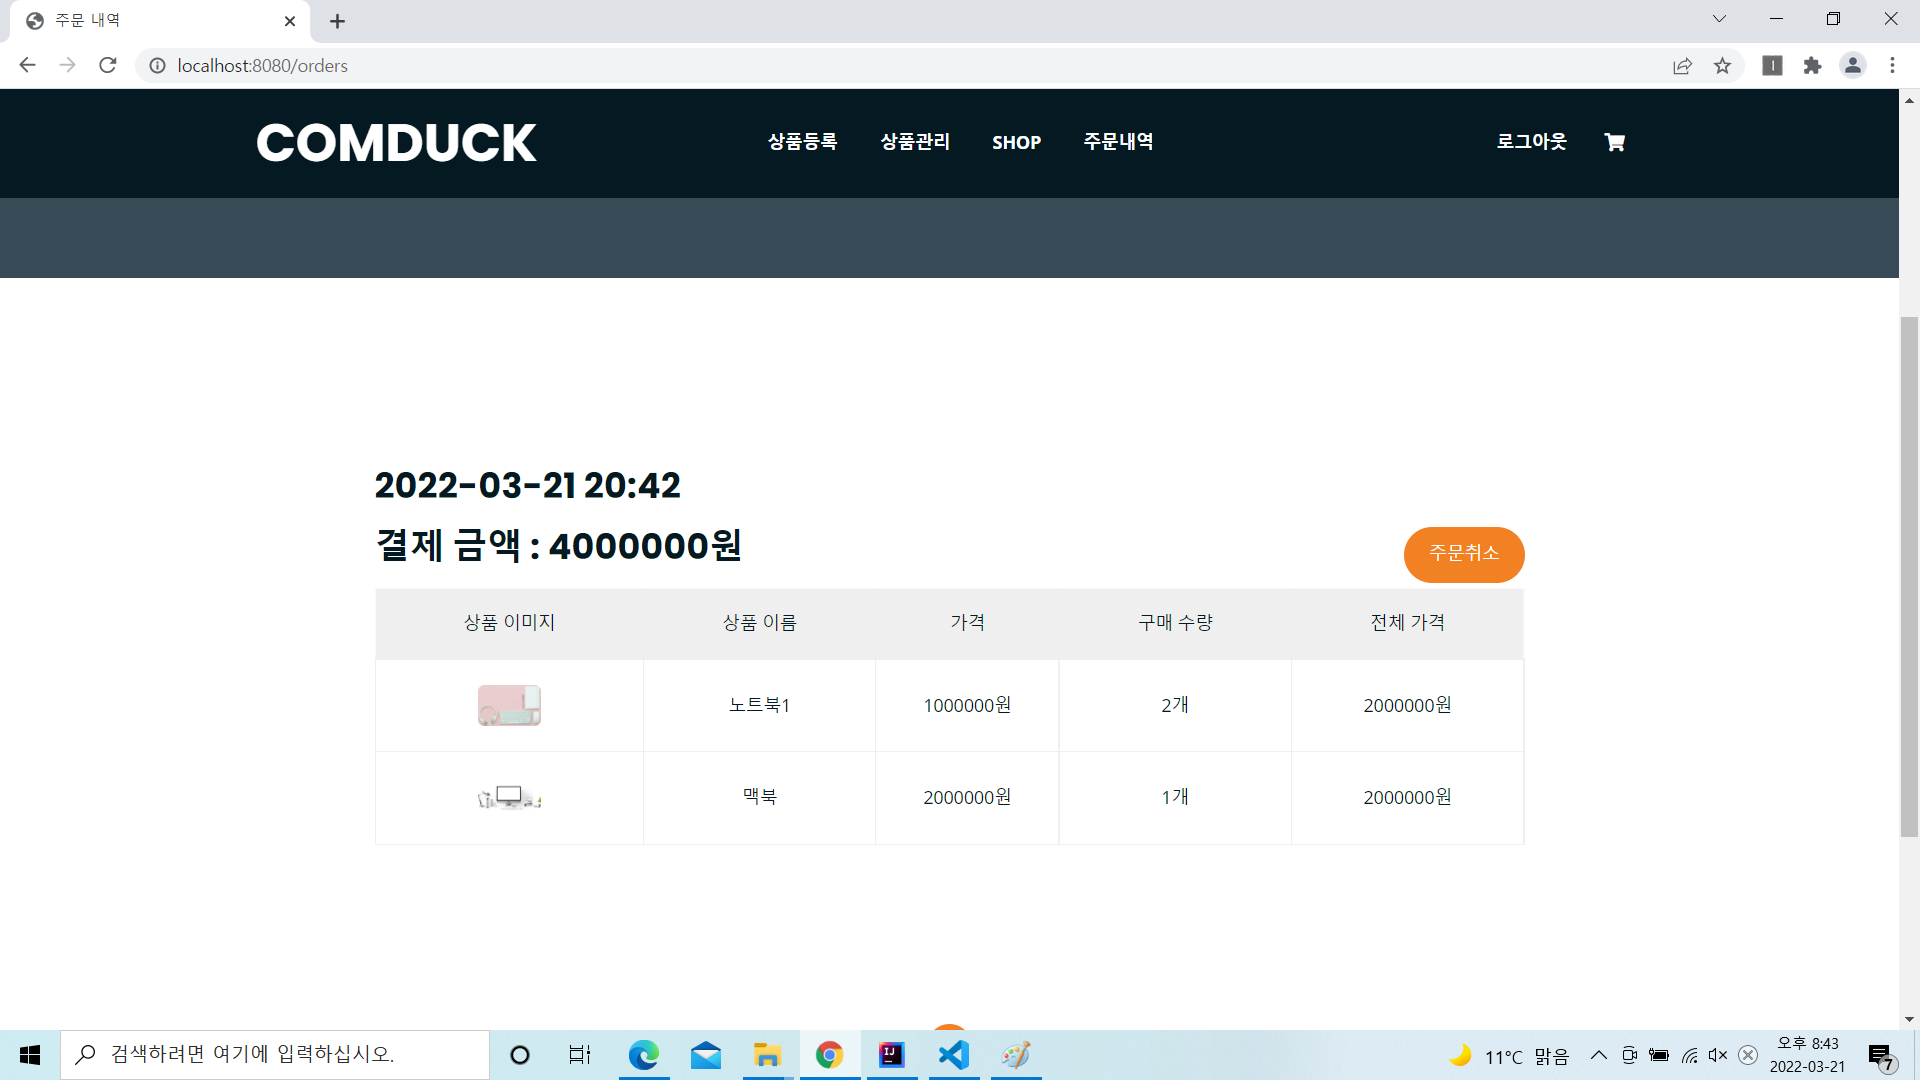 주문 내역
localhost:8080/orders
COMDUCK
상품등록 상품관리 SHOP 주문내역 로그아웃
2022-03-21 20:42
결제 금액 : 4000000원
주문취소
상품 이미지 상품 이름 가격 구매 수량 전체 가격
노트북1 1000000원 2개 2000000원
맥북 2000000원 1개 2000000원
검색하려면 여기에 입력하십시오.
11°C 맑음
오후 8:43
2022-03-21
7
IJ
I